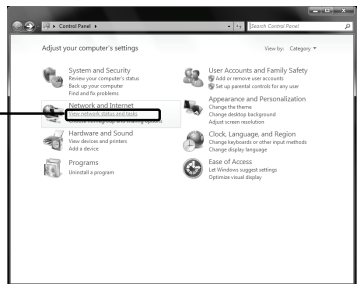 Control Panel
Search Control Panel
Adjust your computer's settings
View by: Category
System and Security
Review your computer's status
Back up your computer
Find and fix problems
Network and Internet
View network status and tasks
Hardware and Sound
View devices and printers
Add a device
Programs
Uninstall a program
User Accounts and Family Safety
Add or remove user accounts
Set up parental controls for any user
Appearance and Personalization
Change the theme
Change desktop background
Adjust screen resolution
Clock, Language, and Region
Change keyboards or other input methods
Change display language
Ease of Access
Let Windows suggest settings
Optimize visual display